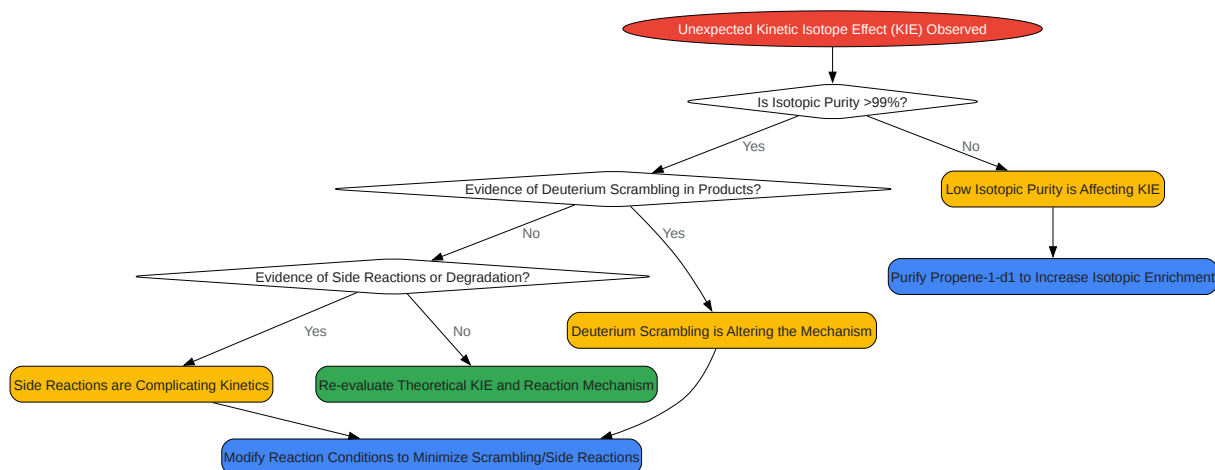 Unexpected Kinetic Isotope Effect (KIE) Observed
Is Isotopic Purity >99%?
Yes
No
Evidence of Deuterium Scrambling in Products?
Low Isotopic Purity is Affecting KIE
No
Yes
Evidence of Side Reactions or Degradation?
Purify Propene-1-d1 to Increase Isotopic Enrichment
Yes
No
Deuterium Scrambling is Altering the Mechanism
Side Reactions are Complicating Kinetics
Re-evaluate Theoretical KIE and Reaction Mechanism
Modify Reaction Conditions to Minimize Scrambling/Side Reactions